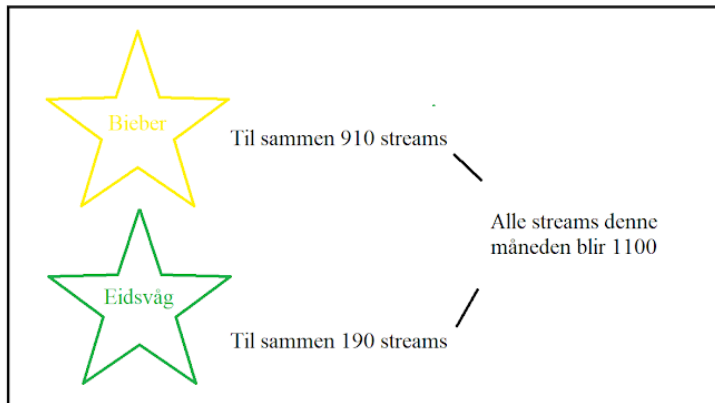 Bieber
Til sammen 910 streams
Alle streams denne
måneden blir 1100
Eidsvåg
Til sammen 190 streams